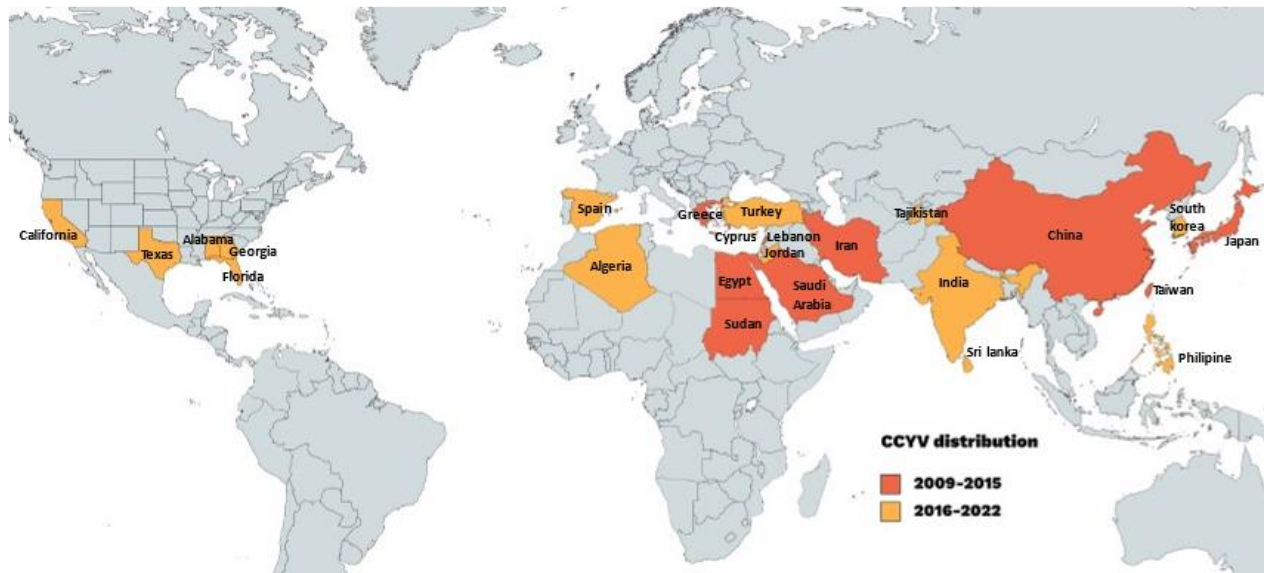 California
Texas
Alabama
Georgia
Florida
Spain
Algeria
Greece
Turkey
Cyprus
Lebanon
Jordan
Egypt
Sudan
Saudi
Arabia
Iran
Tajikistan
China
India
Sri lanka
South
korea
Japan
Taiwan
Philipine
CCYV distribution
2009-2015
2016-2022